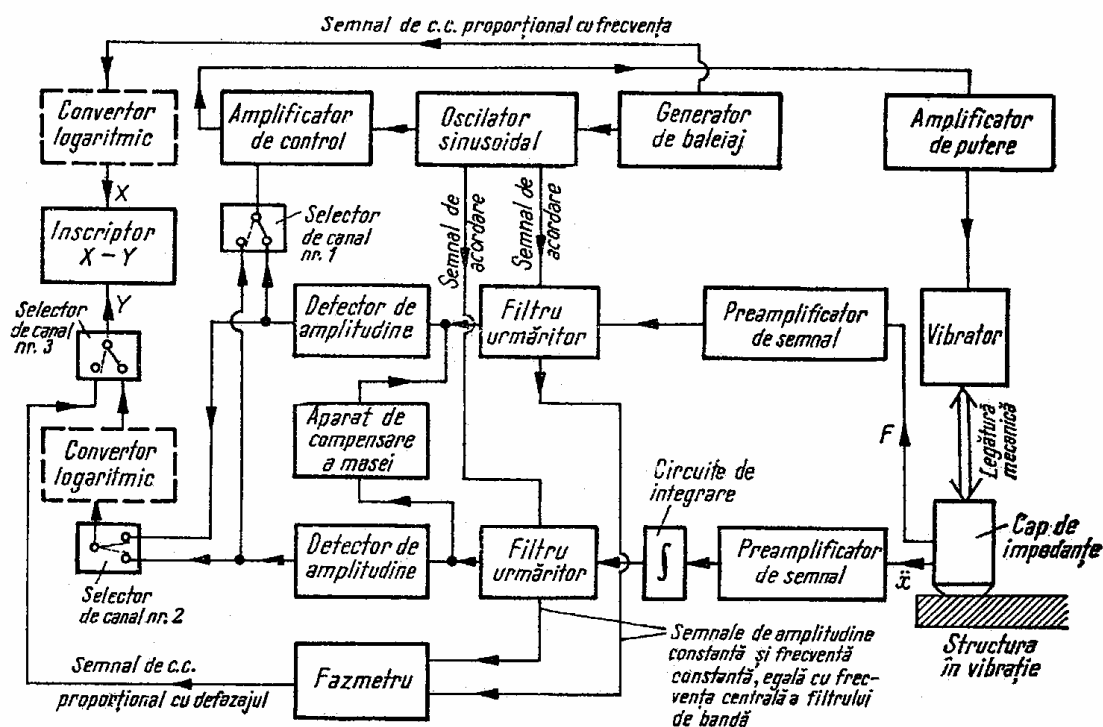 Semnal de c.c. proporțional cu frecvența
Convertor
logaritmic
Amplificator
de control
Oscilator
sinusoidal
Generator
de baleiaj
Amplificator
de putere
X
Inscriptor
X-Y
Y
Selector
de canal
nr. 1
Semnal de
acordare
Semnal de
acordare
Selector
de canal
nr. 3
Detector de
amplitudine
Filtru
urmăritor
Preamplificator
de semnal
Vibrator
Convertor
logaritmic
Aparat de
compensare
a masei
F
Legătură
mecanică
Circuite de
integrare
Selector
de canal nr. 2
Detector de
amplitudine
Filtru
urmăritor
∫
Preamplificator
de semnal
ẍ
Cap de
impedanțe
Structura
în vibrație
Semnal de c.c.
proporțional cu defazajul
Fazmetru
Semnale de amplitudine
constantă și frecventă
constantă, egală cu frec-
vența centrală a filtrului
de bandă